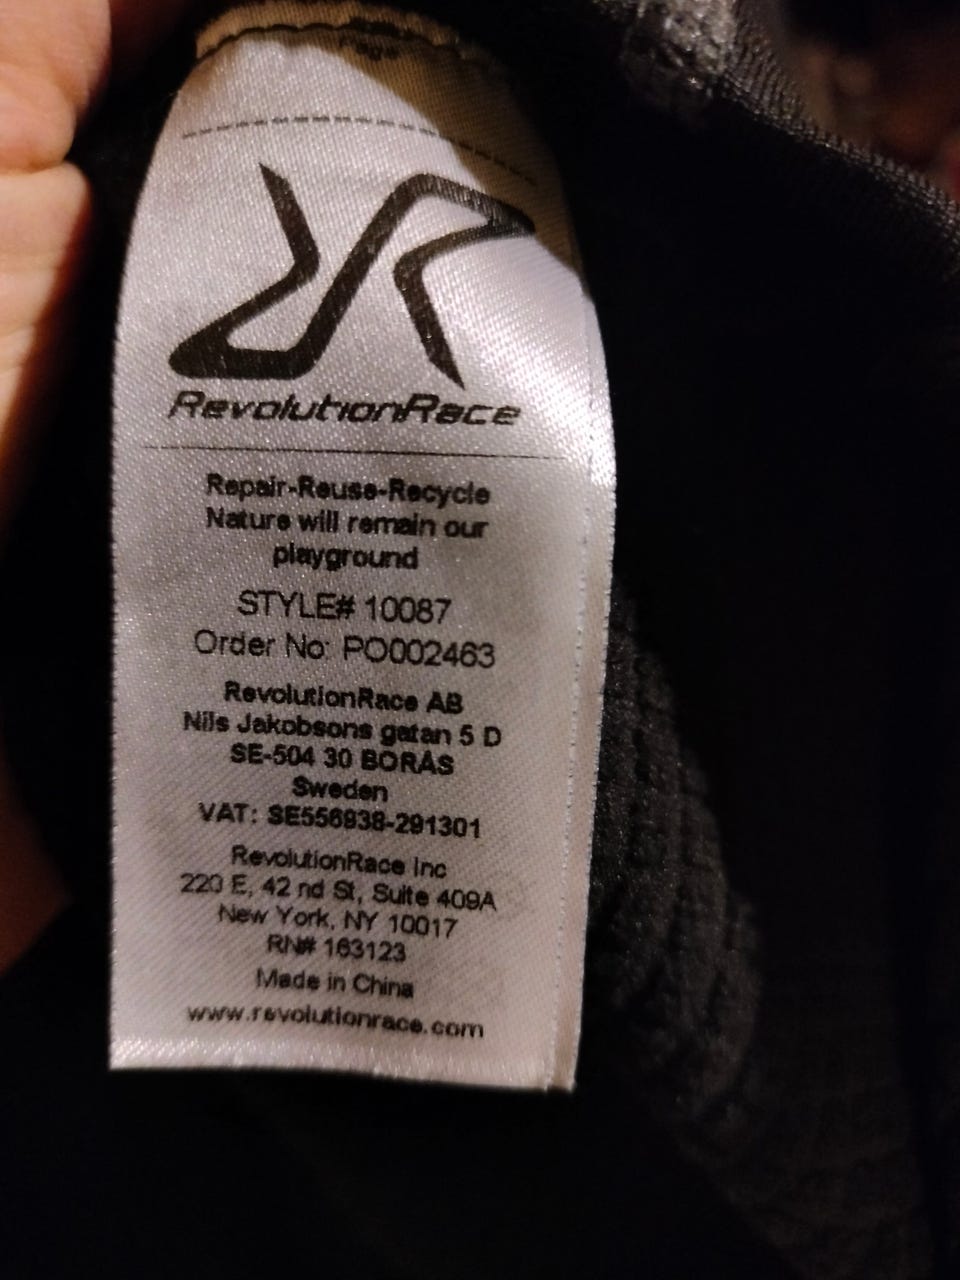 RevolutionRace
Repair-Reuse-Recycle
Nature will remain our
playground
STYLE# 10087
Order No: PO002463
RevolutionRace AB
Nils Jakobsons gatan 5 D
SE-504 30 BORÅS
Sweden
VAT: SE556938-291301
RevolutionRace Inc
220 E, 42 nd St, Suite 409A
New York, NY 10017
RN# 163123
Made in China
www.revolutionrace.com